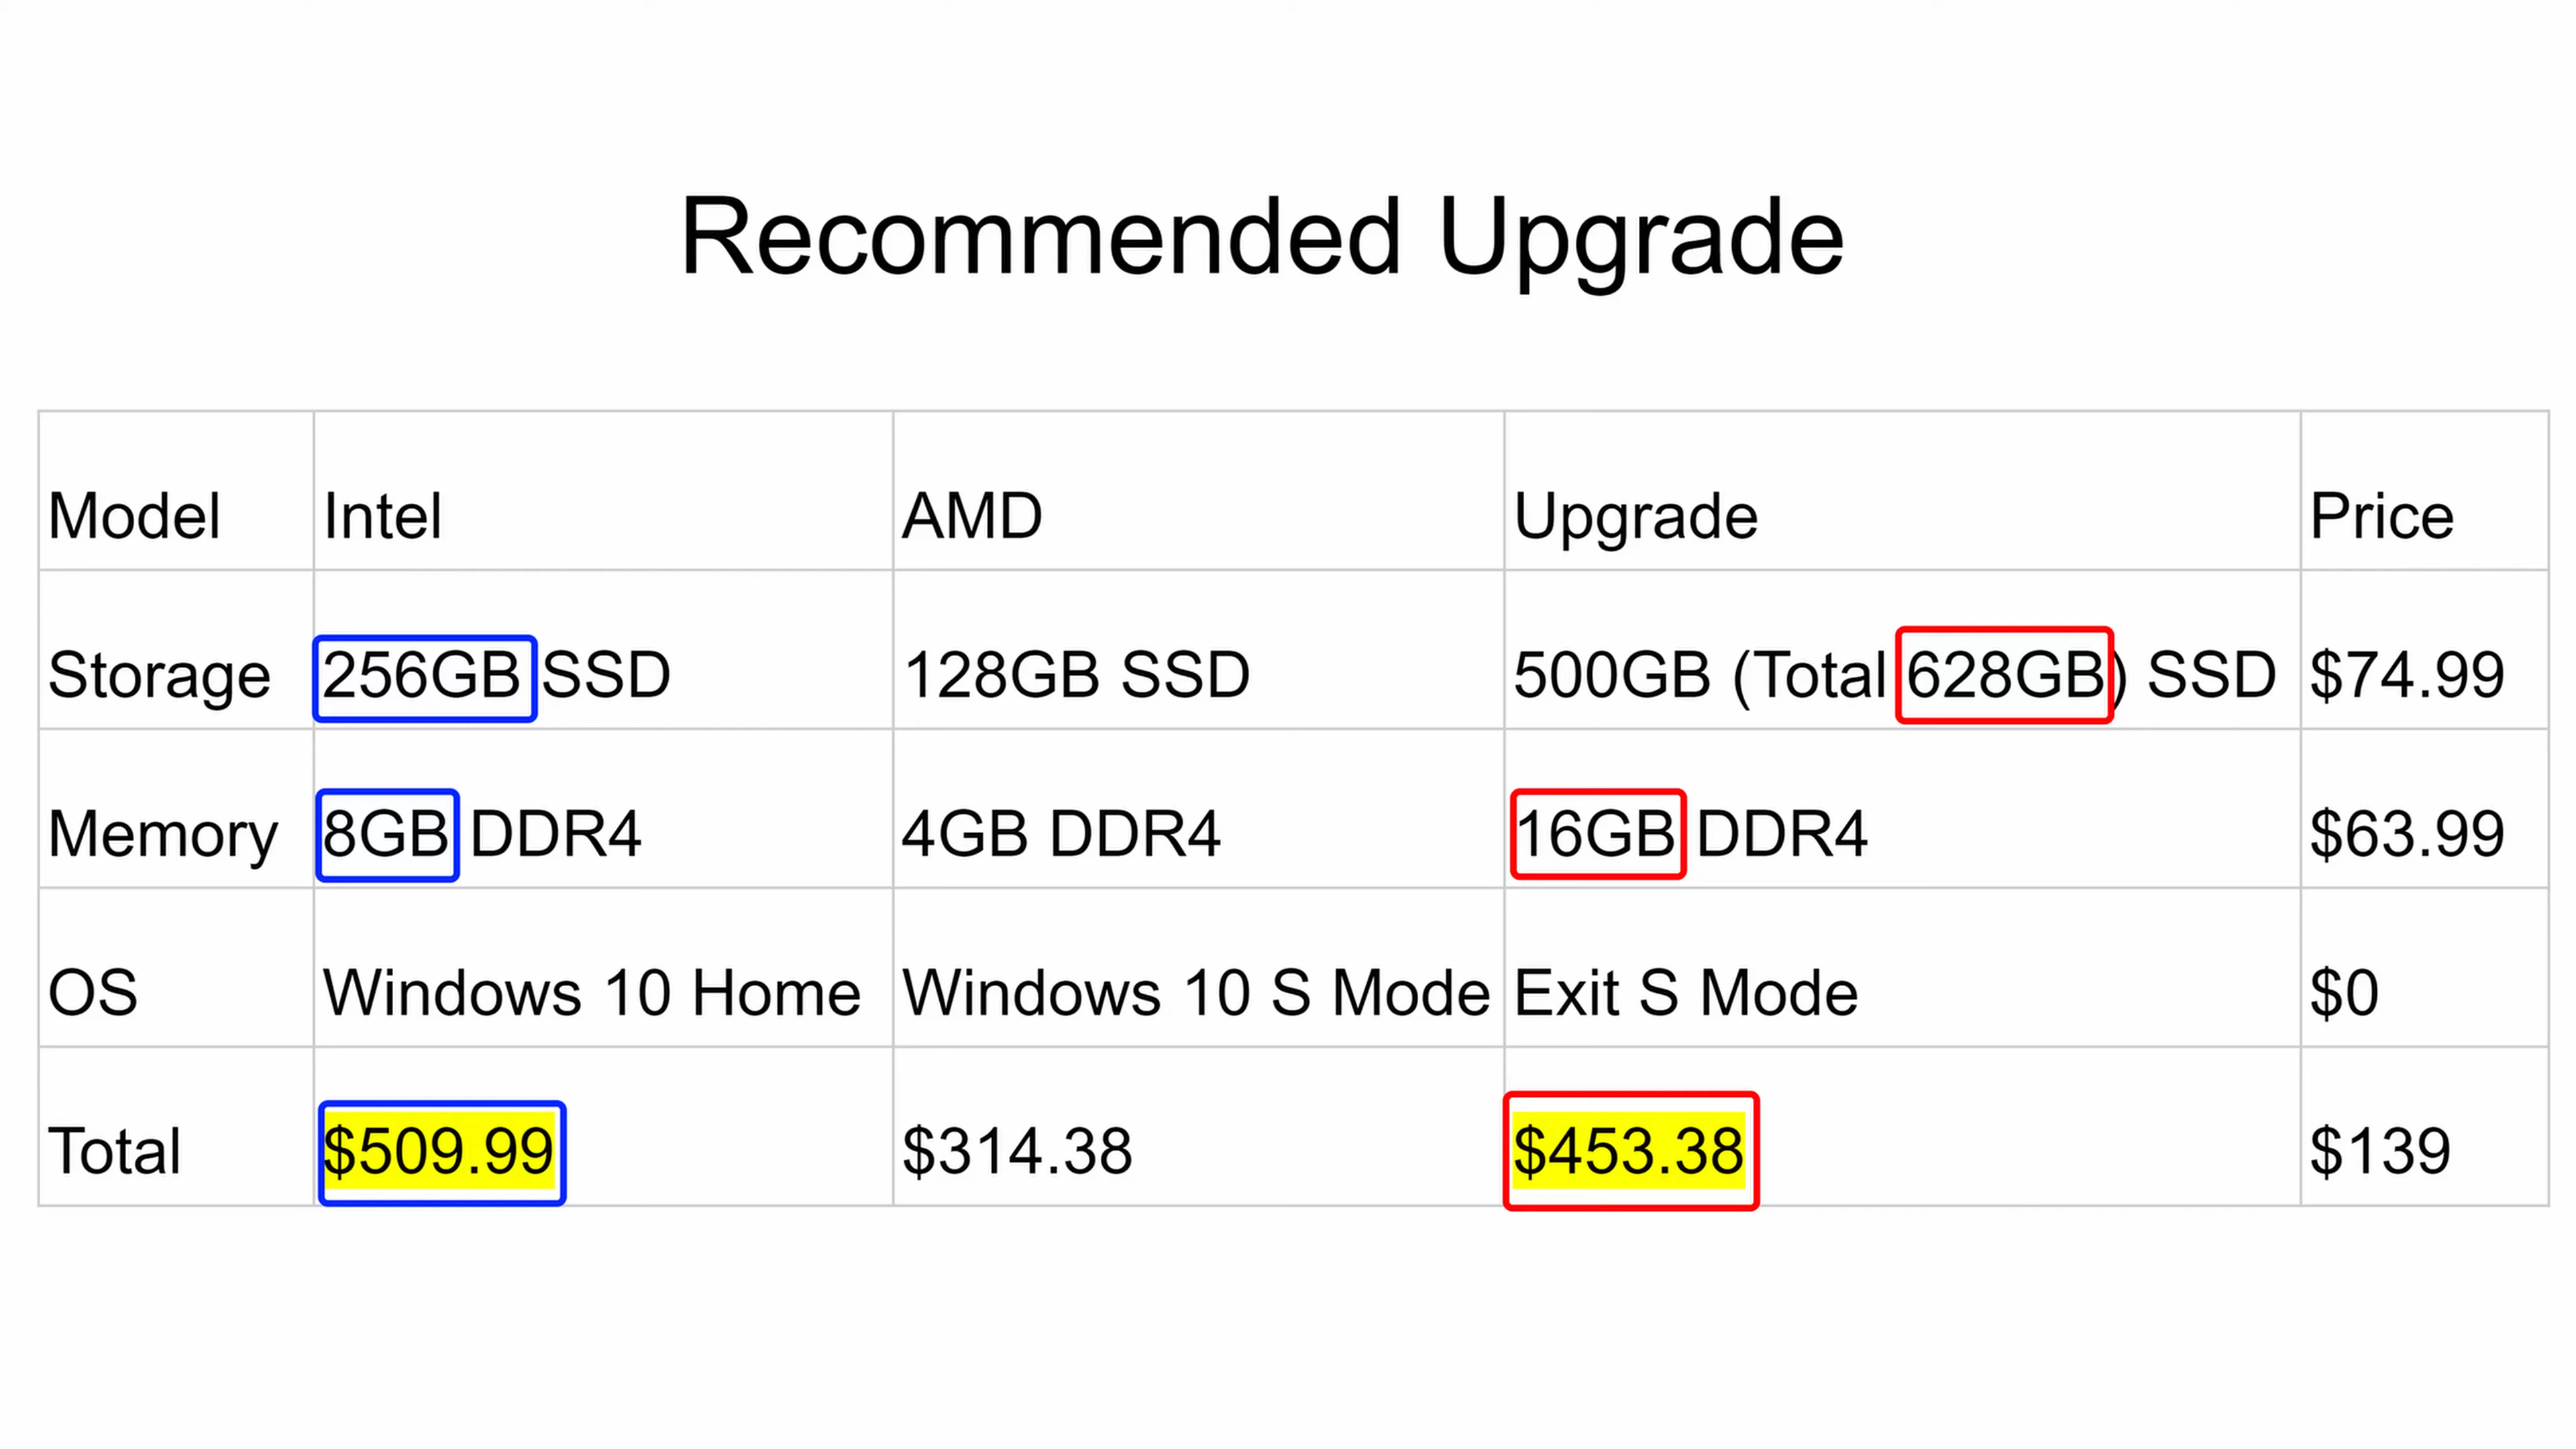 Recommended Upgrade
Model Intel AMD Upgrade Price
Storage 256GB SSD 128GB SSD 500GB (Total 628GB) SSD $74.99
Memory 8GB DDR4 4GB DDR4 16GB DDR4 $63.99
OS Windows 10 Home Windows 10 S Mode Exit S Mode $0
Total $509.99 $314.38 $453.38 $139